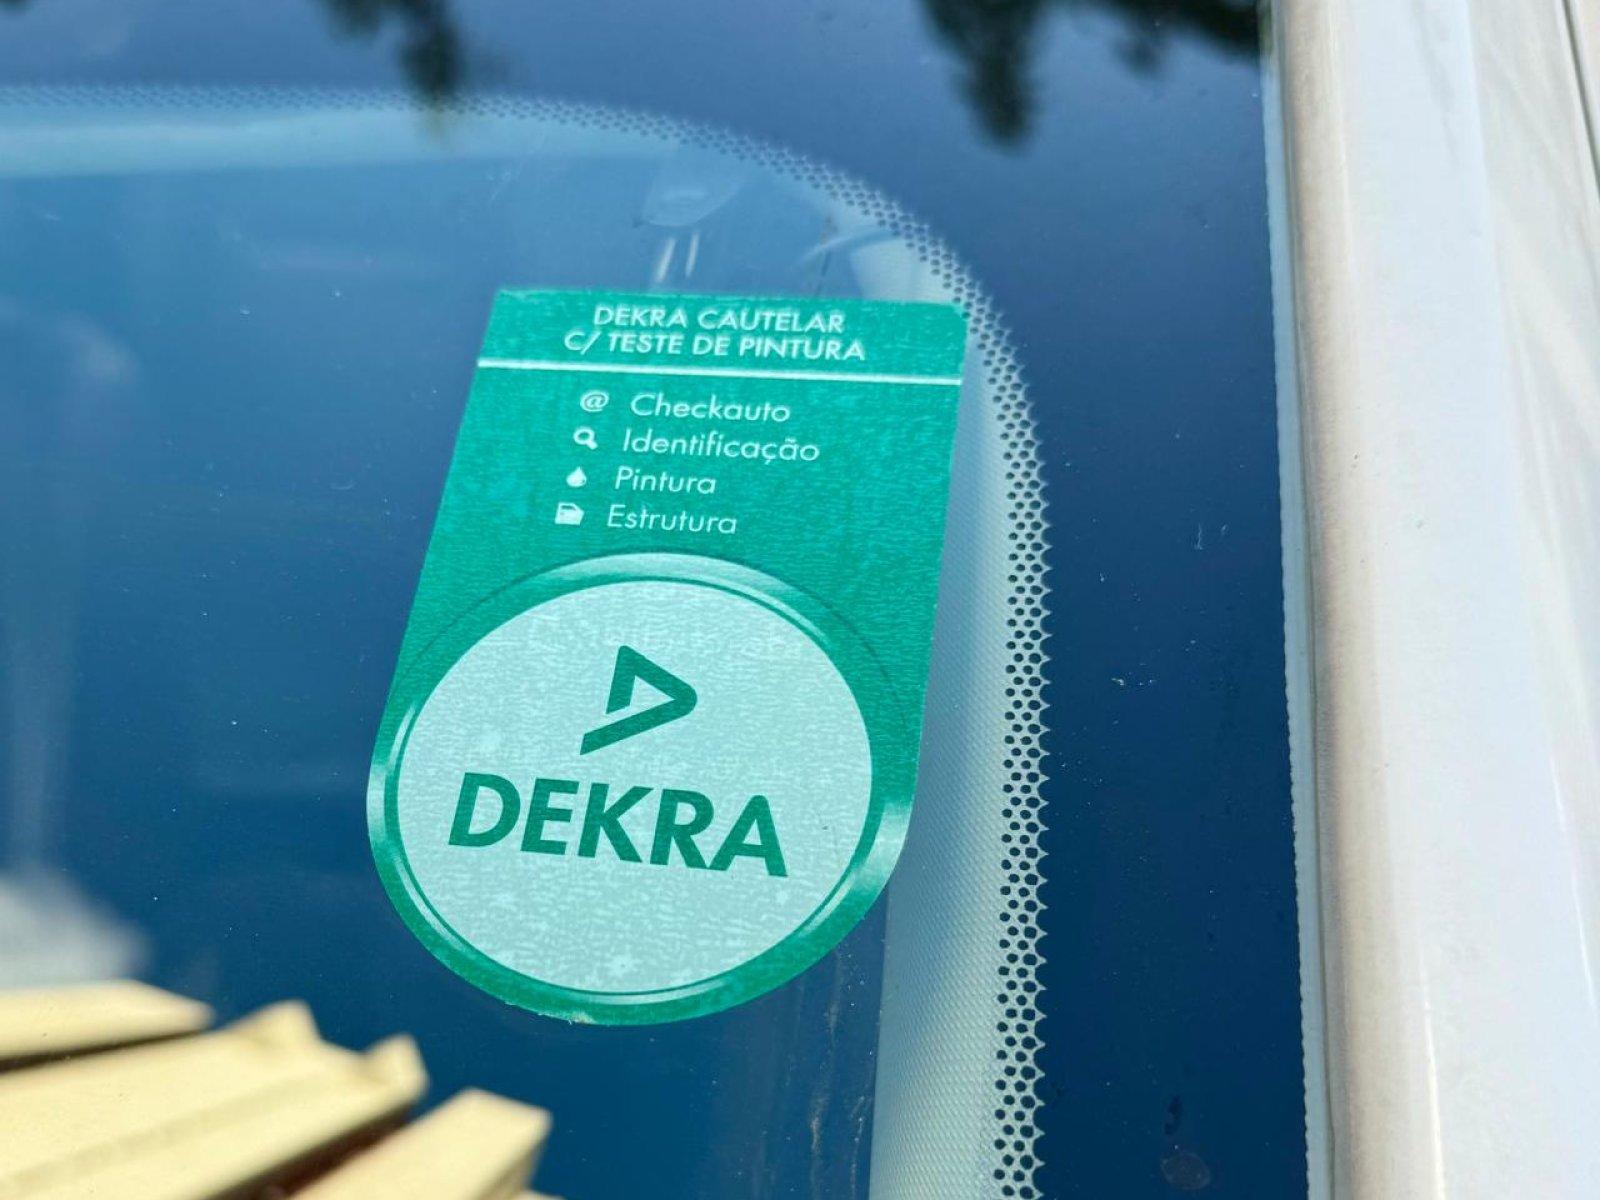 DEKRA CAUTELAR
C/ TESTE DE PINTURA
@ Checkauto
Identificação
Pintura
Estrutura
DEKRA